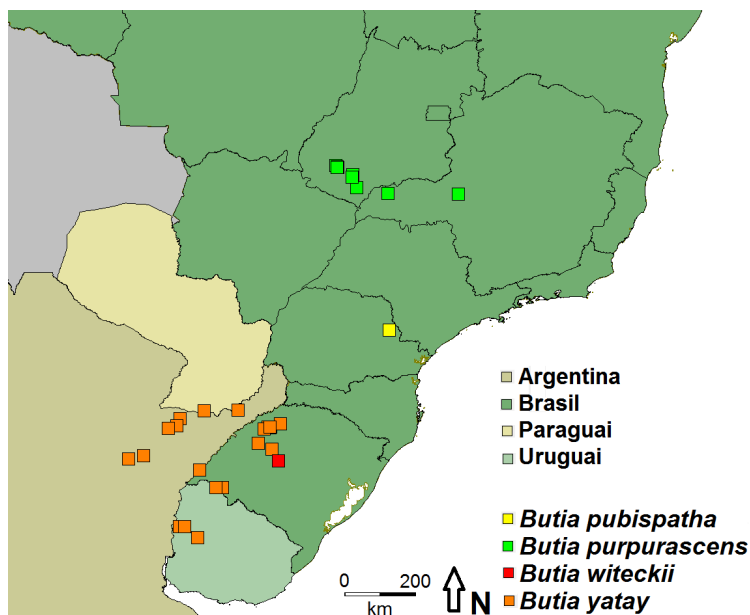 Argentina
Brasil
Paraguai
Uruguai
Butia pubispatha
Butia purpurascens
Butia witeckii
Butia yatay
0 200
km
N